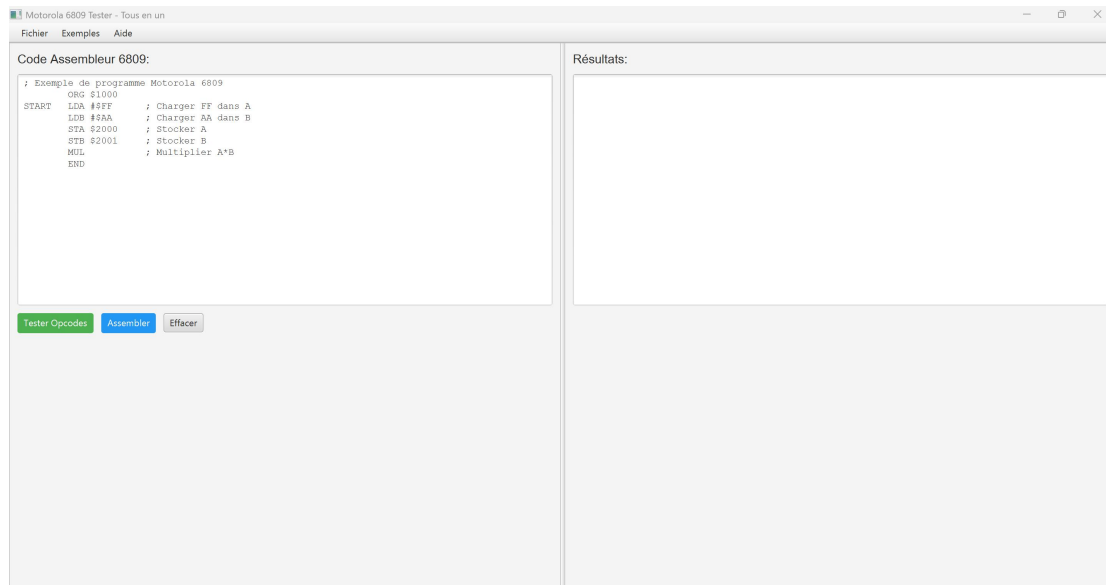 Motorola 6809 Tester - Tous en un
Fichier Exemples Aide
Code Assembleur 6809:
; Exemple de programme Motorola 6809
ORG $1000
START LDA #$FF ; Charger FF dans A
LDB #$AA ; Charger AA dans B
STA $2000 ; Stocker A
STB $2001 ; Stocker B
MUL ; Multiplier A*B
END
Tester Opcodes Assembler Effacer
Résultats: